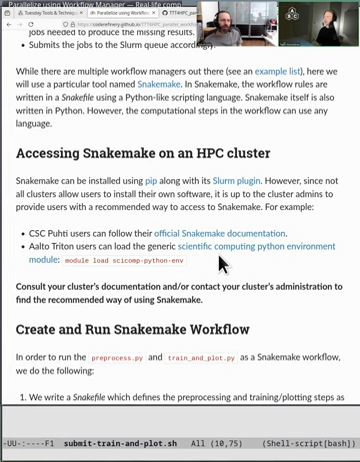 Parallelize using Workflow Manager — Real-life comp
Tuesday Tools & Techniques
Parallelize using Workflow
https://coderefinery.github.io/TTT4HPC_parallel_workf
jobs needed to produce the missing results.
• Submits the jobs to the Slurm queue accordingly.
While there are multiple workflow managers out there (see an example list), here we
will use a particular tool named Snakemake. In Snakemake, the workflow rules are
written in a Snakefile using a Python-like scripting language. Snakemake itself is also
written in Python. However, the computational steps in the workflow can use any
language.
Accessing Snakemake on an HPC cluster
Snakemake can be installed using pip along with its Slurm plugin. However, since not
all clusters allow users to install their own software, it is up to the cluster admins to
provide users with a recommended way to access to Snakemake. For example:
• CSC Puhti users can follow their official Snakemake documentation.
• Aalto Triton users can load the generic scientific computing python environment
module: module load scicomp-python-env
Consult your cluster's documentation and/or contact your cluster's administration to
find the recommended way of using Snakemake.
Create and Run Snakemake Workflow
In order to run the preprocess.py and train_and_plot.py as a Snakemake workflow,
we do the following:
1. We write a Snakefile which defines the preprocessing and training/plotting steps as
-UU-:----F1 submit-train-and-plot.sh All (10,75) (Shell-script[bash])